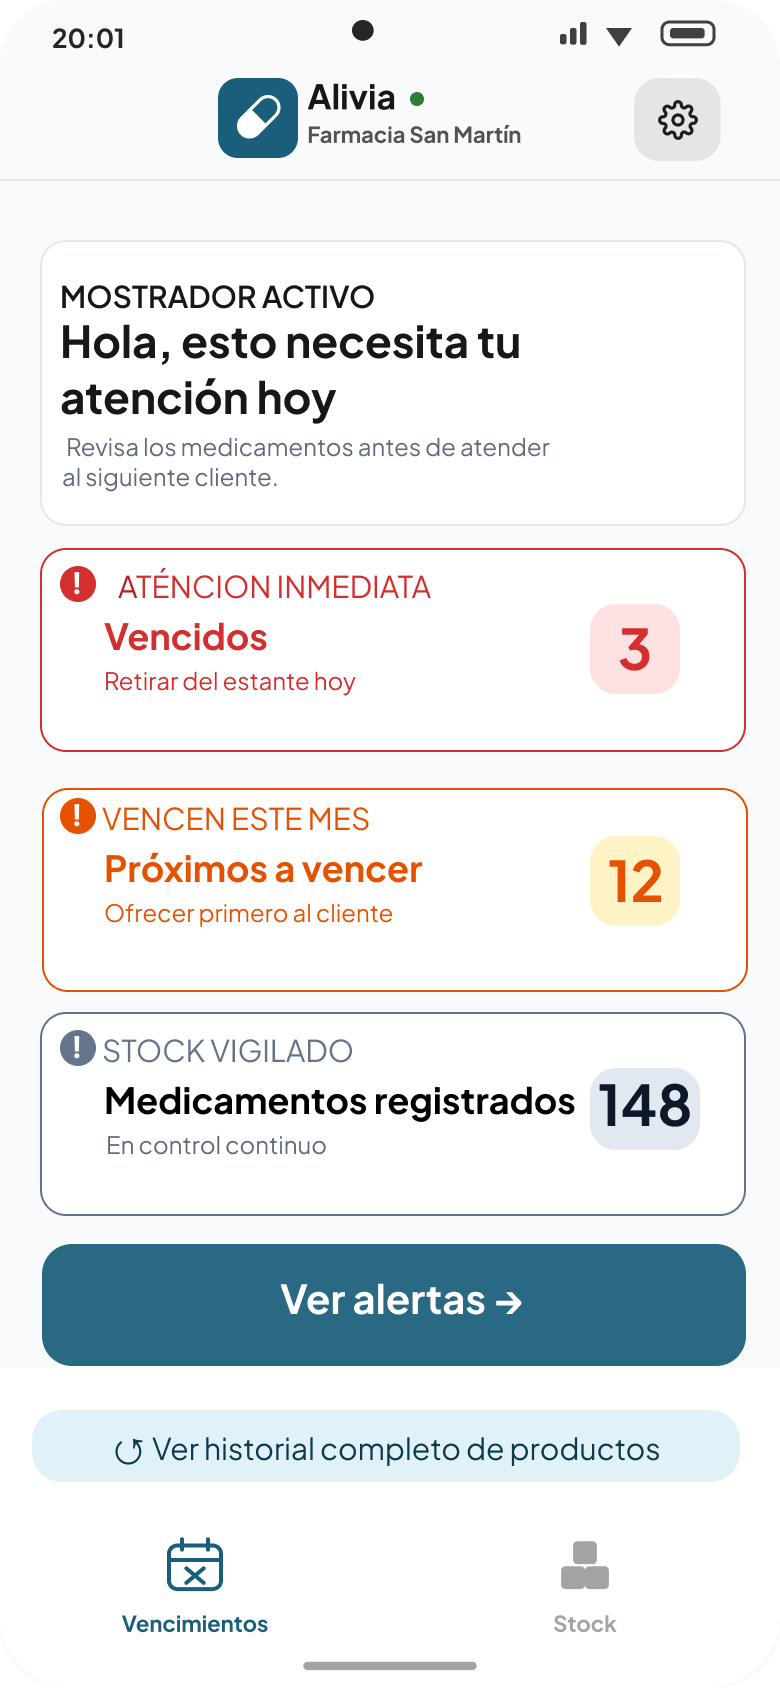 20:01
Alivia
Farmacia San Martín
MOSTRADOR ACTIVO
Hola, esto necesita tu
atención hoy
Revisa los medicamentos antes de atender
al siguiente cliente.
ATÉNCION INMEDIATA
Vencidos
Retirar del estante hoy
3
VENCEN ESTE MES
Próximos a vencer
Ofrecer primero al cliente
12
STOCK VIGILADO
Medicamentos registrados
En control continuo
148
Ver alertas →
Ver historial completo de productos
Vencimientos
Stock